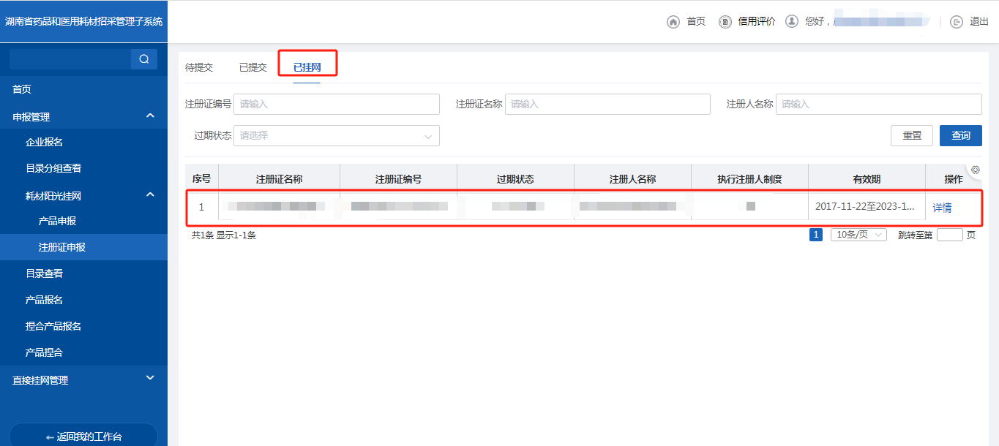 湖南省药品和医用耗材招采管理子系统
首页
信用评价
您好，
退出
首页
申报管理
企业报名
目录分组查看
耗材阳光挂网
产品申报
注册证申报
目录查看
产品报名
捏合产品报名
产品捏合
直接挂网管理
←返回我的工作台
待提交 已提交 已挂网
注册证编号 请输入 注册证名称 请输入 注册人名称 请输入
过期状态 请选择 重置 查询
序号 注册证名称 注册证编号 过期状态 注册人名称 执行注册人制度 有效期 操作
1 2017-11-22至2023-1... 详情
共1条 显示1-1条 1 10条/页 跳转至第 页